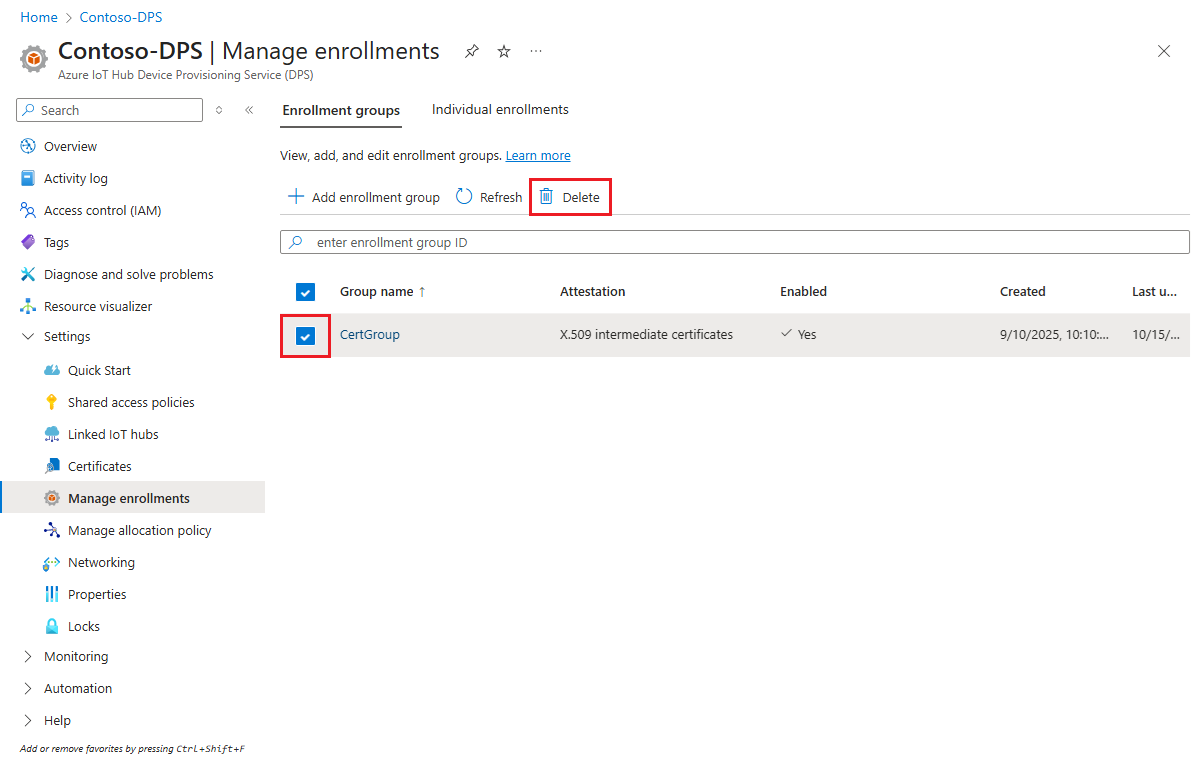 Home > Contoso-DPS
Contoso-DPS | Manage enrollments ...
Azure IoT Hub Device Provisioning Service (DPS)
Search
Overview
Activity log
Access control (IAM)
Tags
Diagnose and solve problems
Resource visualizer
Settings
Quick Start
Shared access policies
Linked IoT hubs
Certificates
Manage enrollments
Manage allocation policy
Networking
Properties
Locks
Monitoring
Automation
Help
Add or remove favorites by pressing Ctrl+Shift+F
Enrollment groups Individual enrollments
View, add, and edit enrollment groups. Learn more
Add enrollment group Refresh Delete
enter enrollment group ID
Group name ↑ Attestation Enabled Created Last u...
CertGroup X.509 intermediate certificates Yes 9/10/2025, 10:10:... 10/15/...